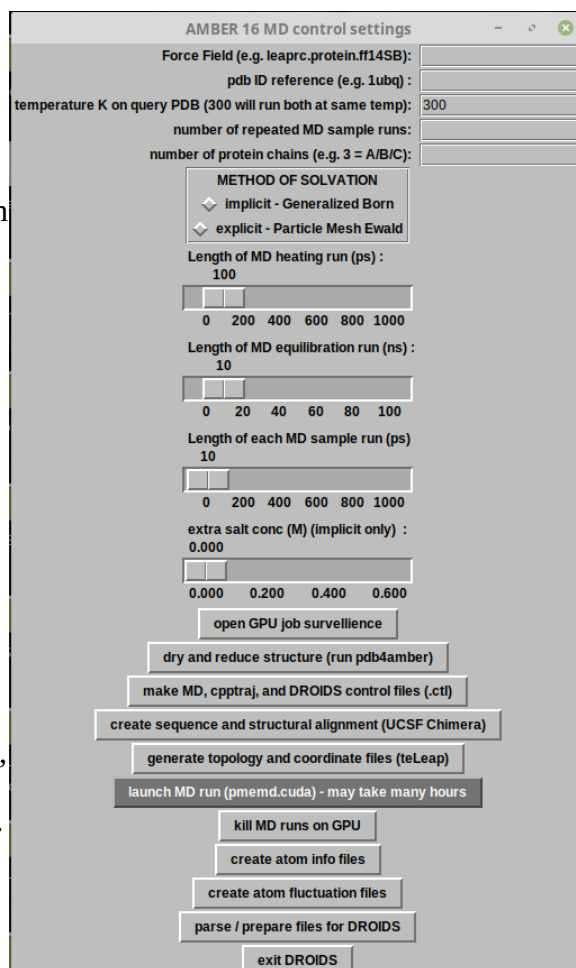 AMBER 16 MD control settings
Force Field (e.g. leaprc.protein.ff14SB):
pdb ID reference (e.g. 1ubq) :
temperature K on query PDB (300 will run both at same temp): 300
number of repeated MD sample runs:
number of protein chains (e.g. 3 = A/B/C):
METHOD OF SOLVATION
implicit - Generalized Born
explicit - Particle Mesh Ewald
Length of MD heating run (ps) :
100
0 200 400 600 800 1000
Length of MD equilibration run (ns) :
10
0 20 40 60 80 100
Length of each MD sample run (ps)
10
0 200 400 600 800 1000
extra salt conc (M) (implicit only) :
0.000
0.000 0.200 0.400 0.600
open GPU job survellience
dry and reduce structure (run pdb4amber)
make MD, cpptraj, and DROIDS control files (.ctl)
create sequence and structural alignment (UCSF Chimera)
generate topology and coordinate files (teLeap)
launch MD run (pmemd.cuda) - may take many hours
kill MD runs on GPU
create atom info files
create atom fluctuation files
parse / prepare files for DROIDS
exit DROIDS